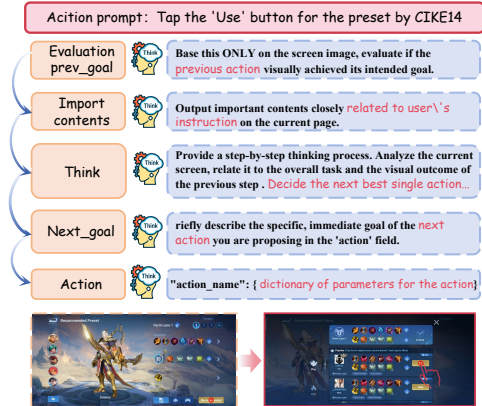 Acition prompt: Tap the 'Use' button for the preset by CIKE14
Evaluation
prev_goal
Think
Base this ONLY on the screen image, evaluate if the
previous action visually achieved its intended goal.
Import
contents
Think
Output important contents closely related to user\'s
instruction on the current page.
Think
Think
Provide a step-by-step thinking process. Analyze the current
screen, relate it to the overall task and the visual outcome of
the previous step . Decide the next best single action...
Next_goal
Think
riefly describe the specific, immediate goal of the next
action you are proposing in the 'action' field.
Action
Think
"action_name": { dictionary of parameters for the action}
Recommended Preset